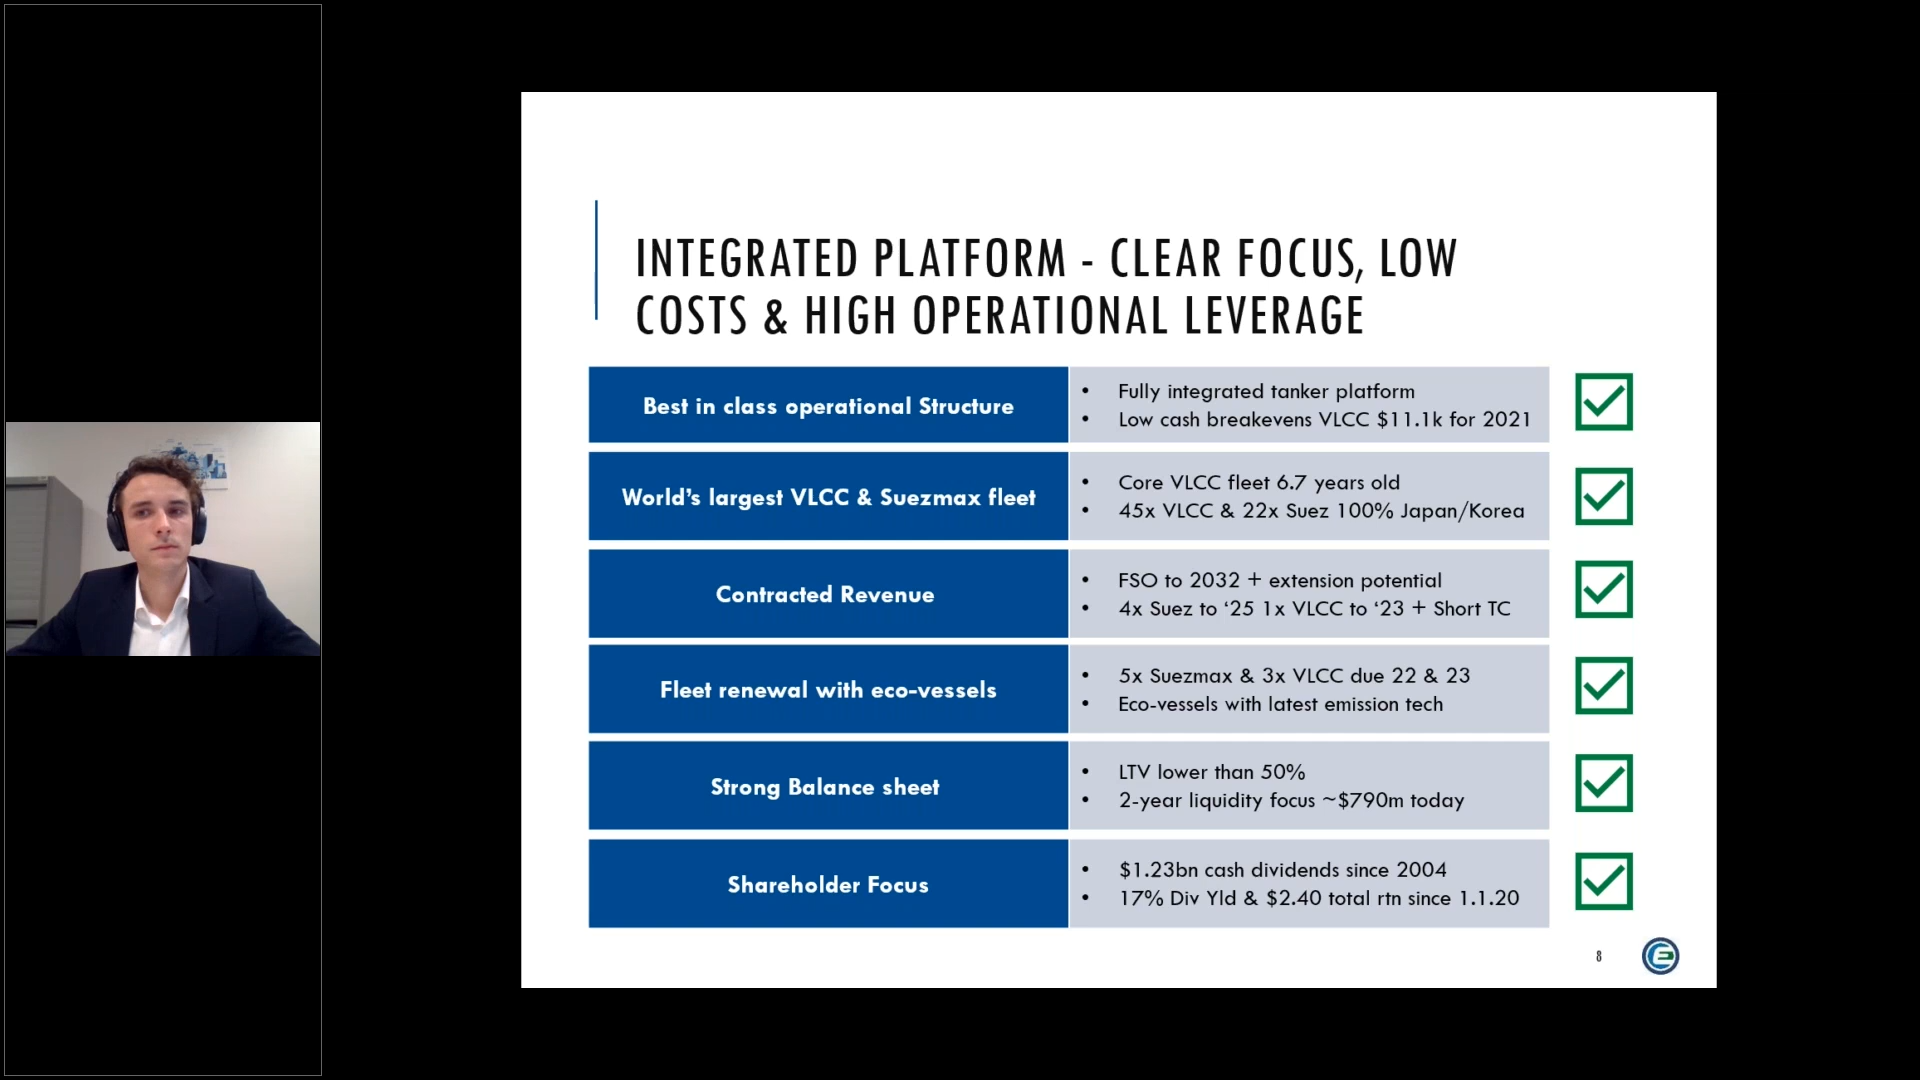 INTEGRATED PLATFORM - CLEAR FOCUS, LOW
COSTS & HIGH OPERATIONAL LEVERAGE
Best in class operational Structure
• Fully integrated tanker platform
• Low cash breakevens VLCC $11.1k for 2021
World's largest VLCC & Suezmax fleet
• Core VLCC fleet 6.7 years old
• 45x VLCC & 22x Suez 100% Japan/Korea
Contracted Revenue
• FSO to 2032 + extension potential
• 4x Suez to ‘25 1x VLCC to ‘23 + Short TC
Fleet renewal with eco-vessels
• 5x Suezmax & 3x VLCC due 22 & 23
• Eco-vessels with latest emission tech
Strong Balance sheet
• LTV lower than 50%
• 2-year liquidity focus ~$790m today
Shareholder Focus
• $1.23bn cash dividends since 2004
• 17% Div Yld & $2.40 total rtn since 1.1.20
8